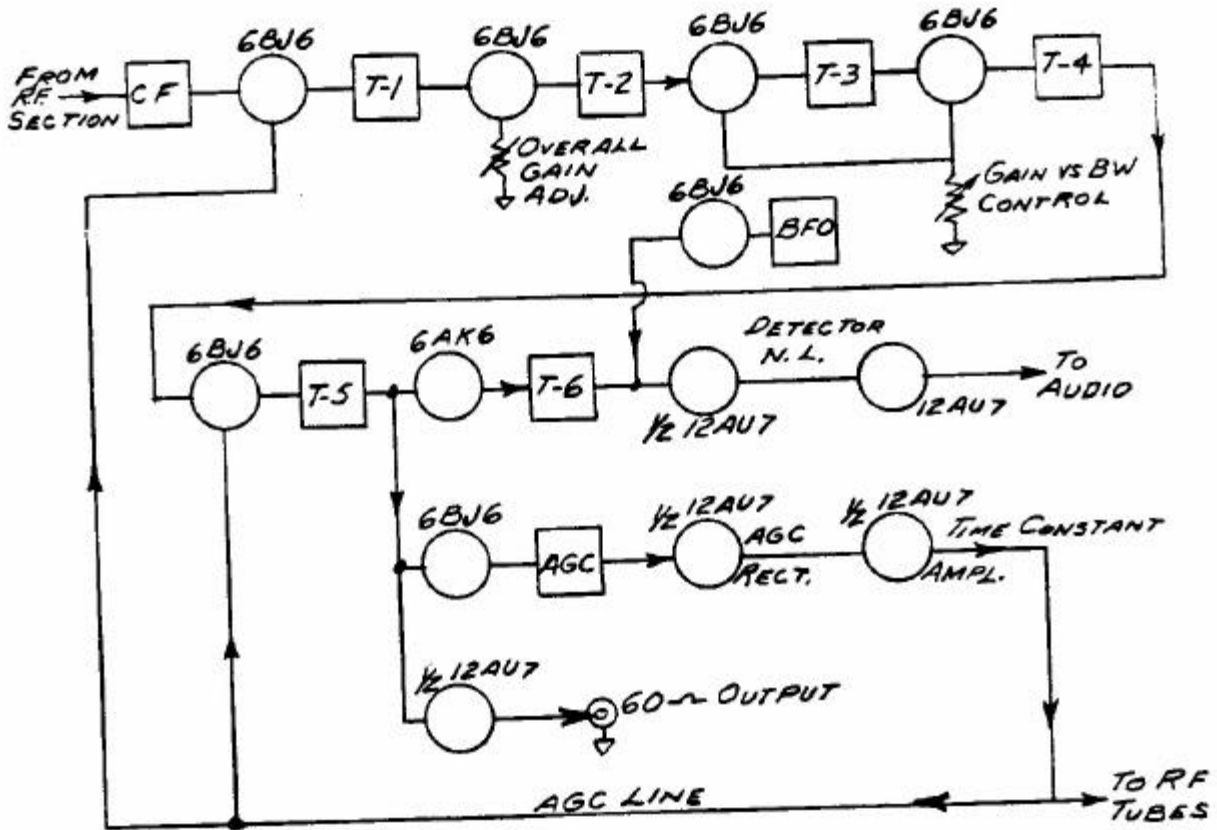 6BJ6
6BJ6
6BJ6
6BJ6
FROM
R.F.
SECTION
CF
T-1
T-2
T-3
T-4
OVERALL
GAIN
ADJ.
GAIN VS BW
CONTROL
6BJ6
BFO
6BJ6
6AK6
DETECTOR
N.L.
T-5
T-6
TO
AUDIO
1/2 12AU7
12AU7
6BJ6
1/2 12AU7
1/2 12AU7
AGC
AGC
RECT.
TIME CONSTANT
AMPL.
1/2 12AU7
60 Ω OUTPUT
AGC LINE
TO RF
TUBES